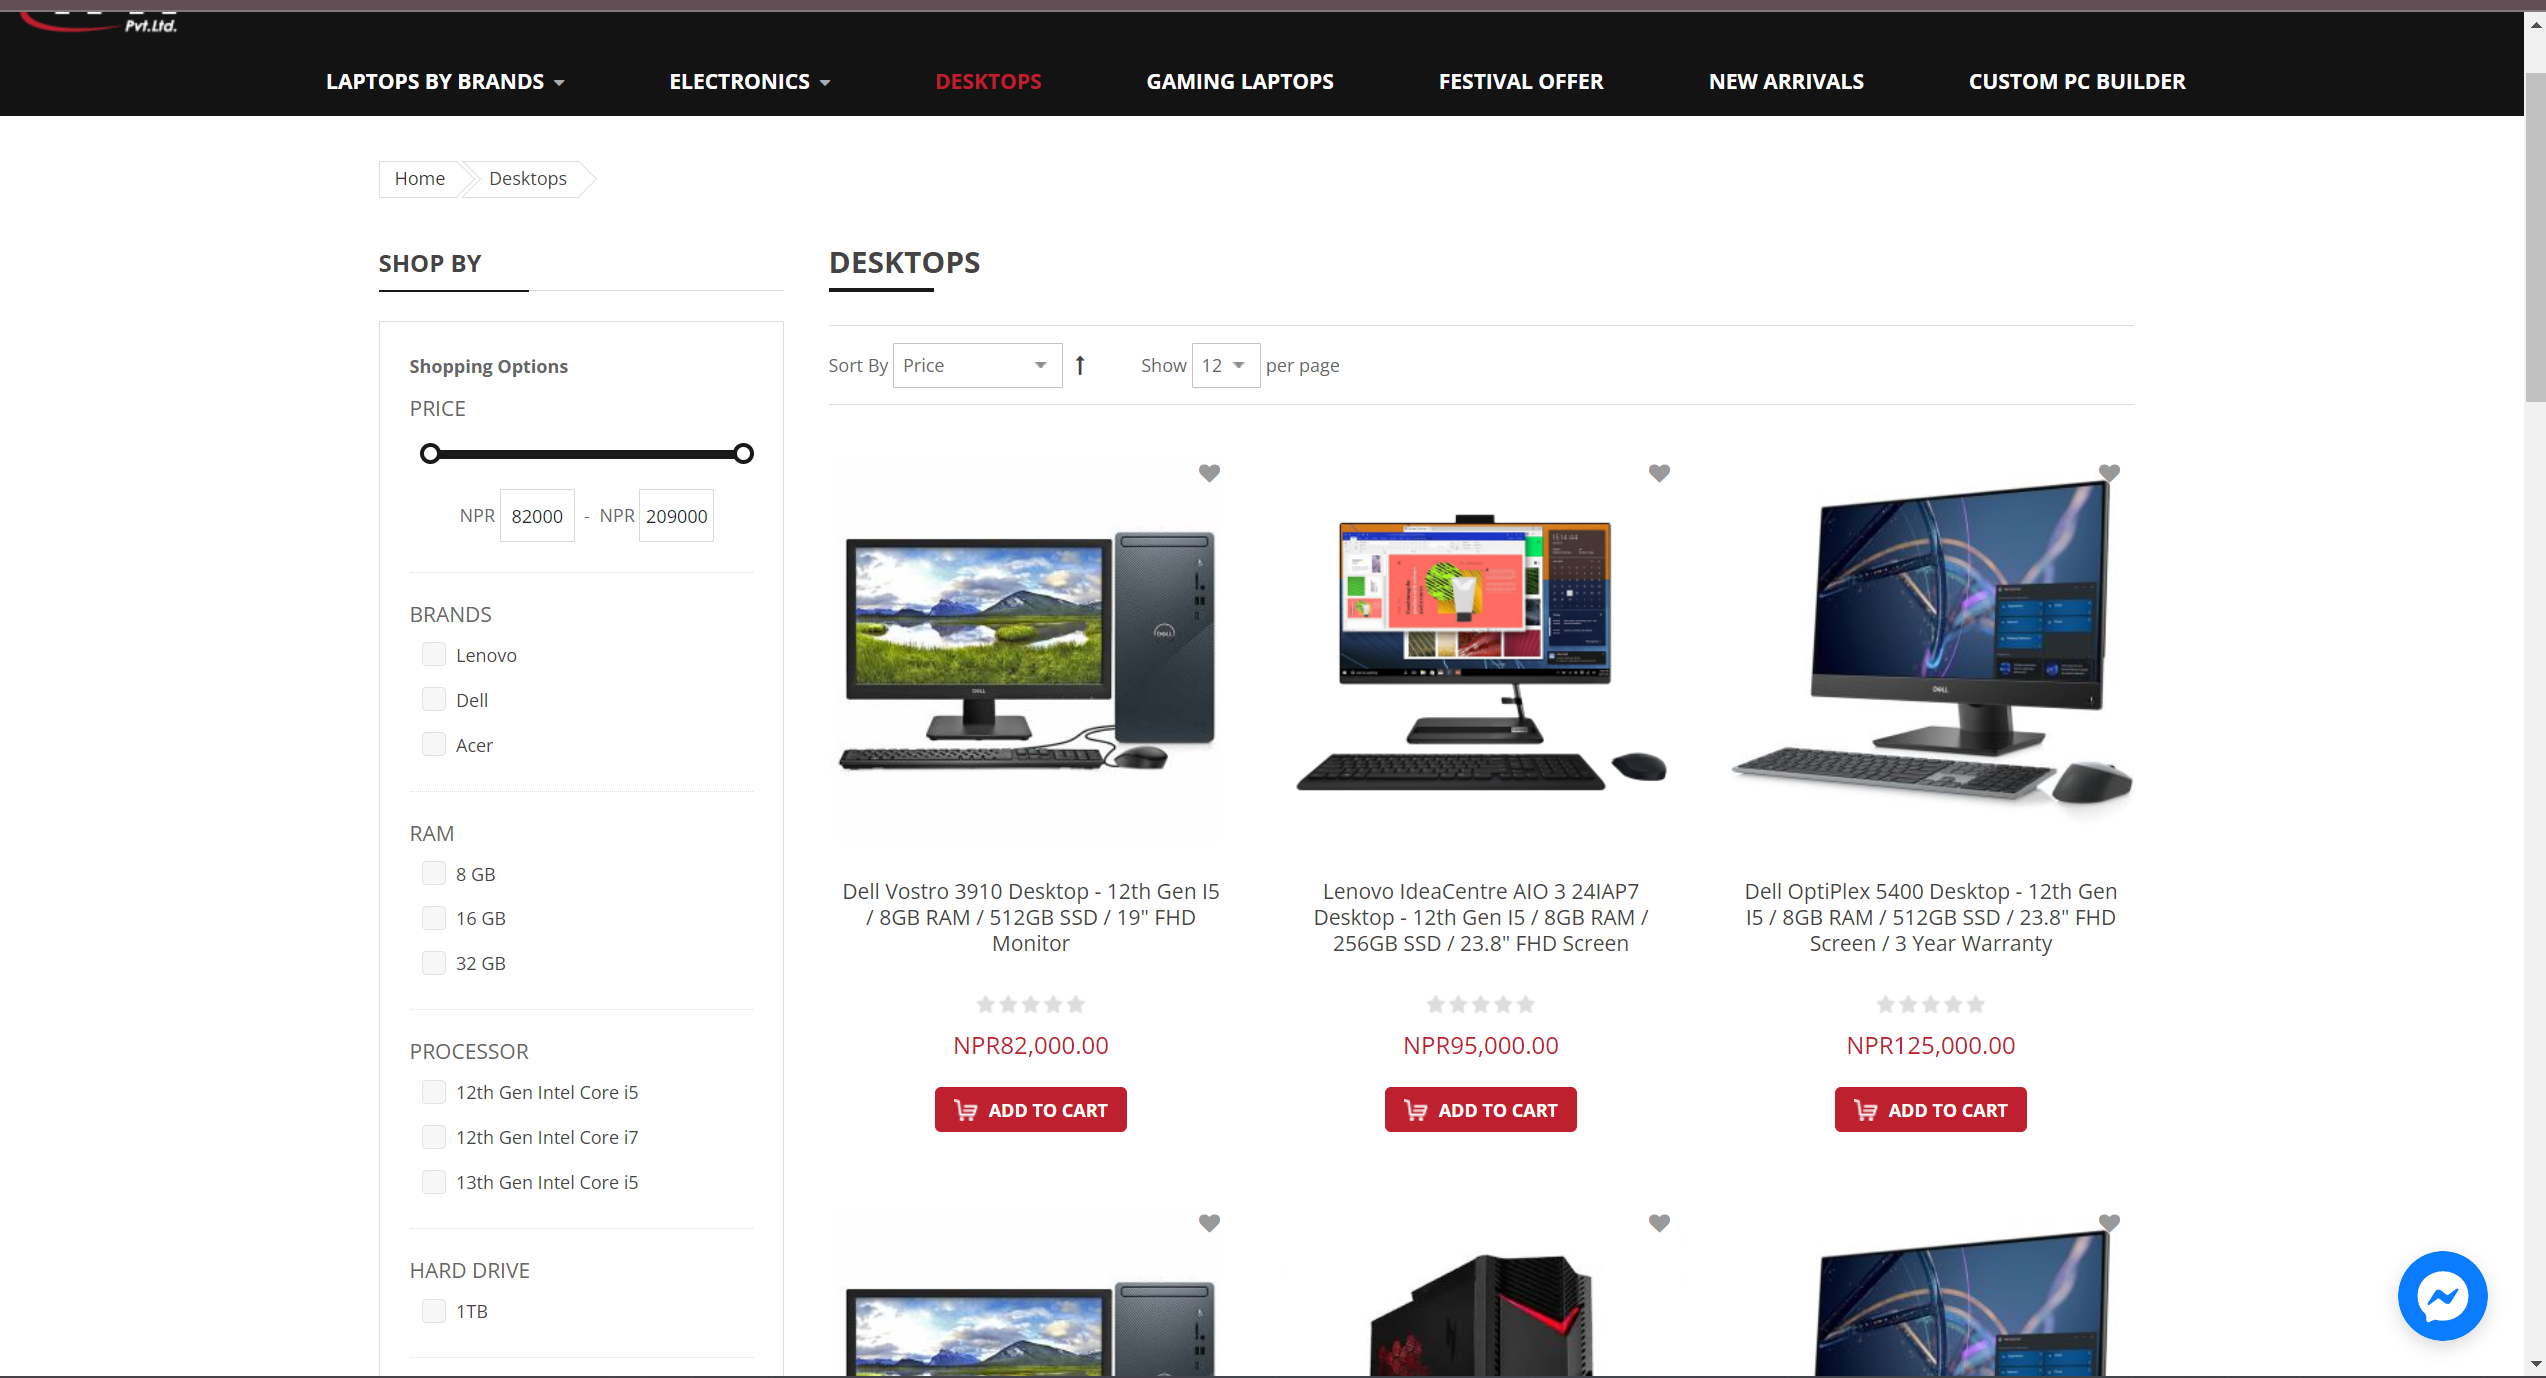 Pvt.Ltd.
LAPTOPS BY BRANDS
ELECTRONICS
DESKTOPS
GAMING LAPTOPS
FESTIVAL OFFER
NEW ARRIVALS
CUSTOM PC BUILDER
Home
Desktops
SHOP BY
Shopping Options
PRICE
NPR 82000 - NPR 209000
BRANDS
Lenovo
Dell
Acer
RAM
8 GB
16 GB
32 GB
PROCESSOR
12th Gen Intel Core i5
12th Gen Intel Core i7
13th Gen Intel Core i5
HARD DRIVE
1TB
DESKTOPS
Sort By Price
Show 12 per page
DELL
DELL
Dell Vostro 3910 Desktop - 12th Gen I5
/ 8GB RAM / 512GB SSD / 19" FHD
Monitor
NPR82,000.00
ADD TO CART
Lenovo IdeaCentre AIO 3 24IAP7
Desktop - 12th Gen I5 / 8GB RAM /
256GB SSD / 23.8" FHD Screen
NPR95,000.00
ADD TO CART
DELL
Dell OptiPlex 5400 Desktop - 12th Gen
I5 / 8GB RAM / 512GB SSD / 23.8" FHD
Screen / 3 Year Warranty
NPR125,000.00
ADD TO CART